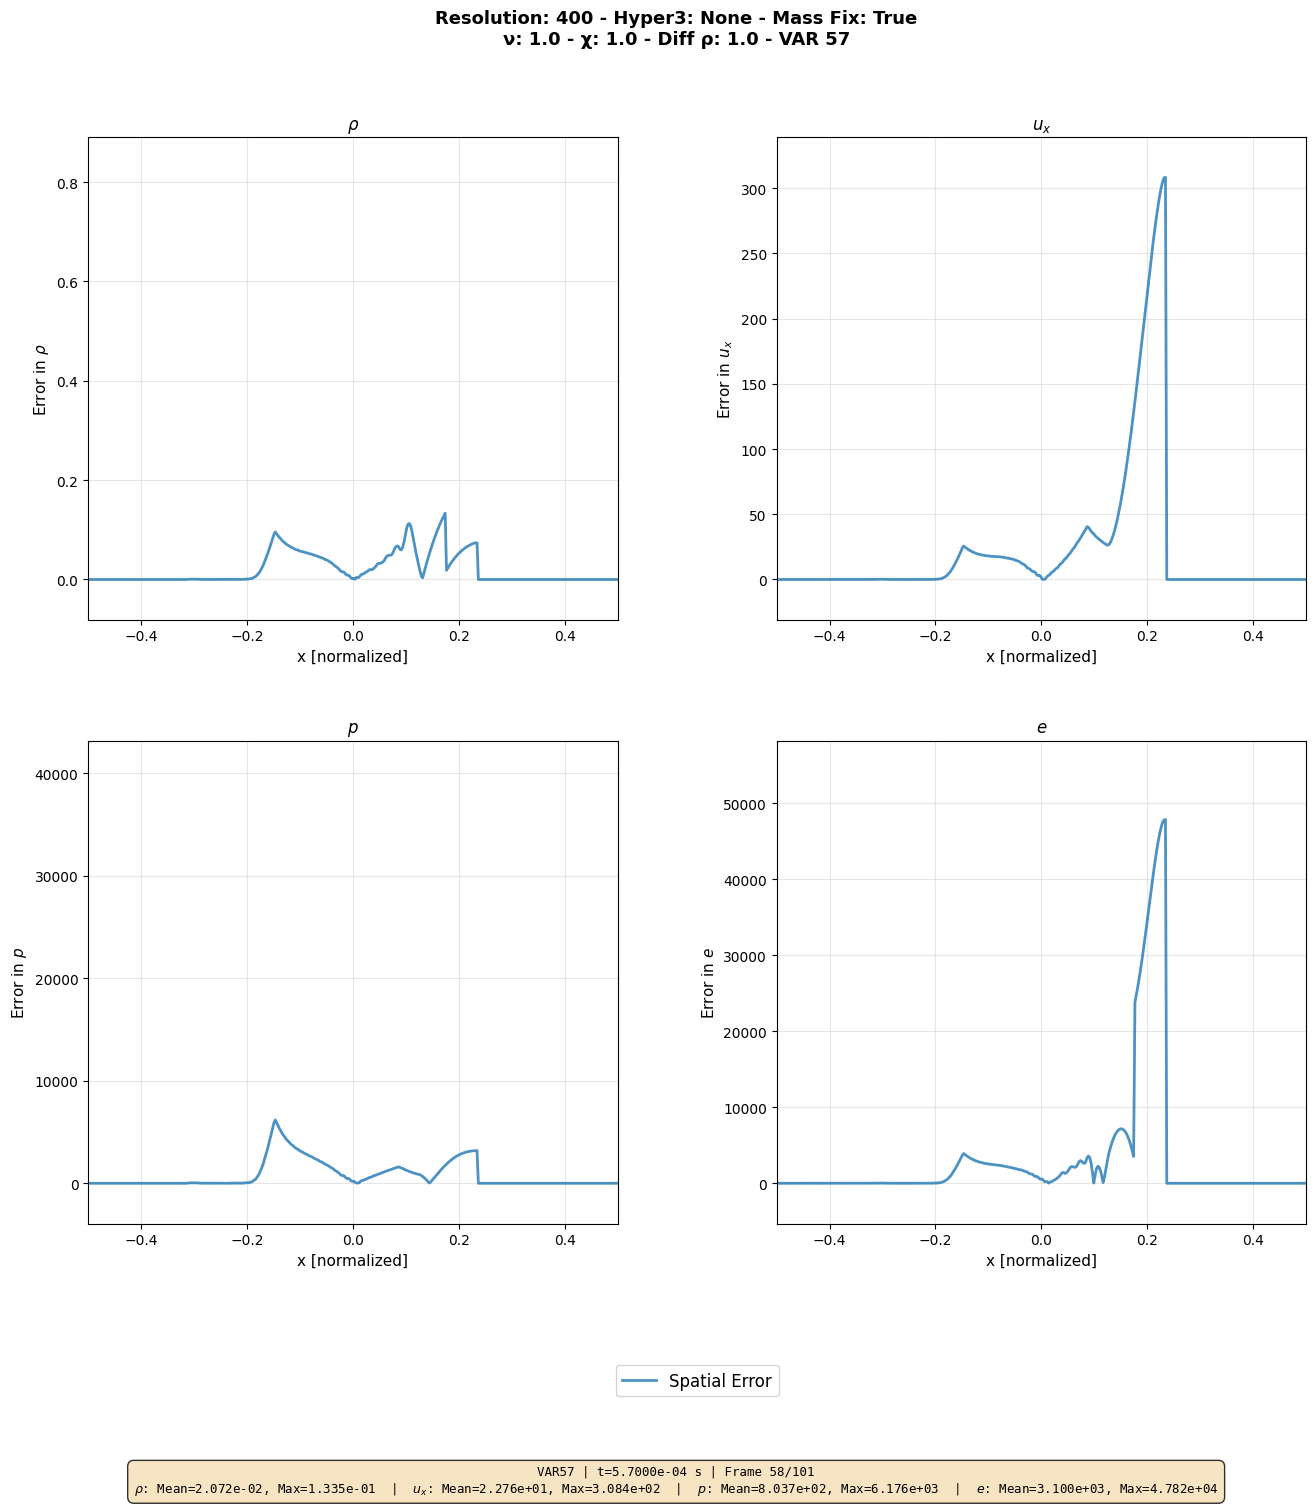 Resolution: 400 - Hyper3: None - Mass Fix: True
ν: 1.0 - χ: 1.0 - Diff ρ: 1.0 - VAR 57
ρ
Error in ρ
0.8
0.6
0.4
0.2
0.0
−0.4 −0.2 0.0 0.2 0.4
x [normalized]
u_x
Error in u_x
300
250
200
150
100
50
0
−0.4 −0.2 0.0 0.2 0.4
x [normalized]
p
Error in p
40000
30000
20000
10000
0
−0.4 −0.2 0.0 0.2 0.4
x [normalized]
e
Error in e
50000
40000
30000
20000
10000
0
−0.4 −0.2 0.0 0.2 0.4
x [normalized]
Spatial Error
VAR57 | t=5.7000e-04 s | Frame 58/101
ρ: Mean=2.072e-02, Max=1.335e-01 | u_x: Mean=2.276e+01, Max=3.084e+02 | p: Mean=8.037e+02, Max=6.176e+03 | e: Mean=3.100e+03, Max=4.782e+04